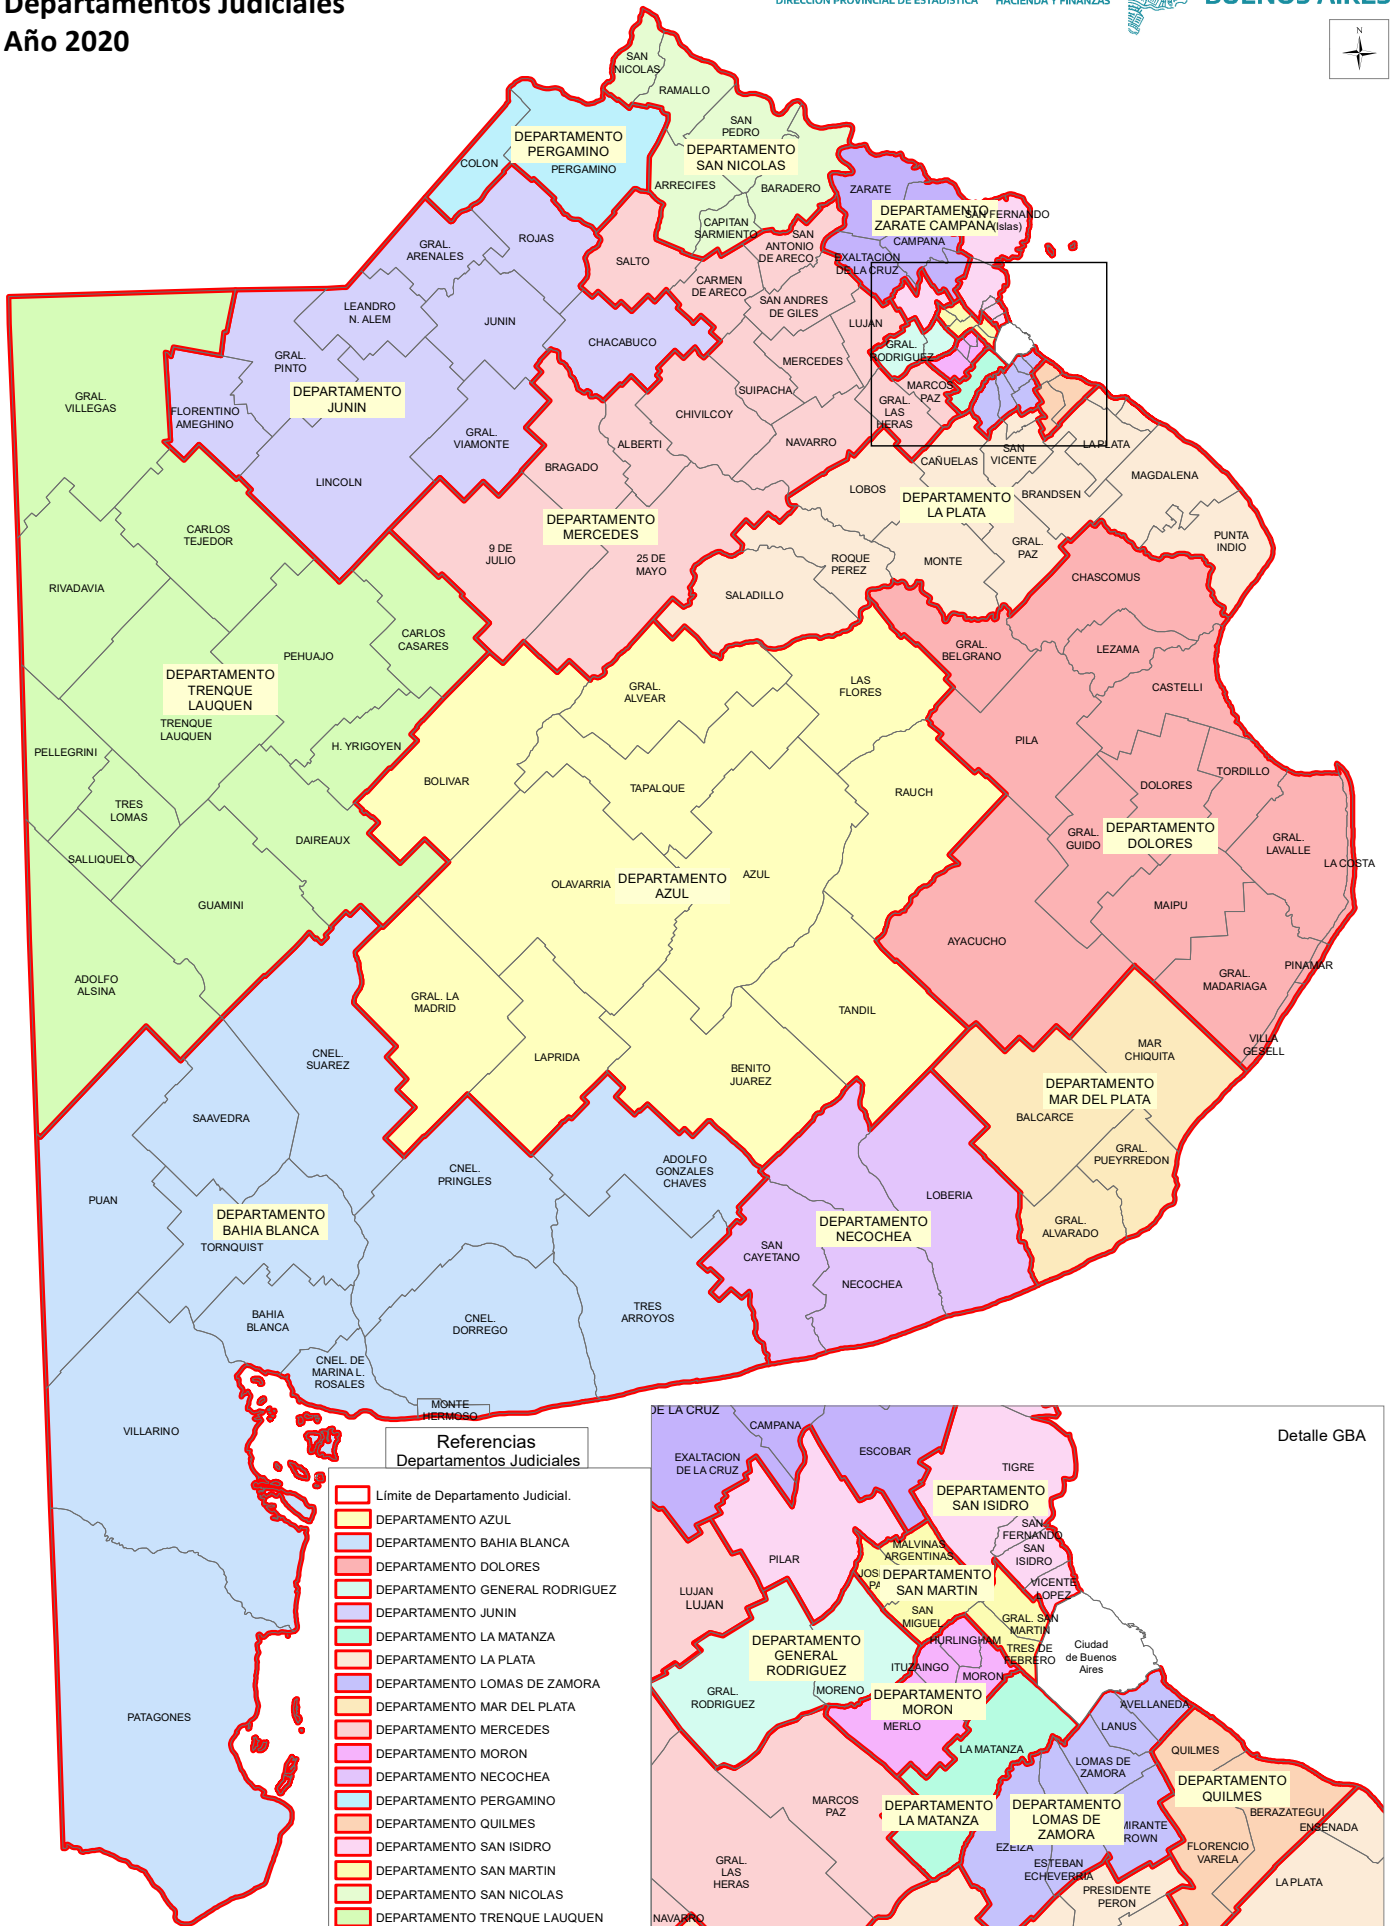 Departamentos Judiciales
Año 2020
DIRECCIÓN PROVINCIAL DE ESTADÍSTICA
HACIENDA Y FINANZAS
BUENOS AIRES
N
SAN
NICOLAS
RAMALLO
SAN
PEDRO
DEPARTAMENTO
SAN NICOLAS
ARRECIFES
BARADERO
CAPITAN
SARMIENTO
DEPARTAMENTO
PERGAMINO
COLON
PERGAMINO
ZARATE
DEPARTAMENTO
ZARATE CAMPANA
SAN FERNANDO
(Islas)
CAMPANA
EXALTACION
DE LA CRUZ
GRAL.
ARENALES
ROJAS
SALTO
SAN
ANTONIO
DE ARECO
CARMEN
DE ARECO
SAN ANDRES
DE GILES
LEANDRO
N. ALEM
JUNIN
CHACABUCO
LUJAN
GRAL.
RODRIGUEZ
MERCEDES
GRAL.
PINTO
DEPARTAMENTO
JUNIN
SUIPACHA
MARCOS
PAZ
GRAL.
LAS
HERAS
GRAL.
VILLEGAS
FLORENTINO
AMEGHINO
GRAL.
VIAMONTE
CHIVILCOY
ALBERTI
NAVARRO
LINCOLN
BRAGADO
CAÑUELAS
SAN
VICENTE
LA PLATA
MAGDALENA
LOBOS
DEPARTAMENTO
LA PLATA
BRANDSEN
CARLOS
TEJEDOR
DEPARTAMENTO
MERCEDES
9 DE
JULIO
25 DE
MAYO
ROQUE
PEREZ
MONTE
GRAL.
PAZ
PUNTA
INDIO
RIVADAVIA
SALADILLO
CHASCOMUS
CARLOS
CASARES
PEHUAJO
GRAL.
BELGRANO
LEZAMA
DEPARTAMENTO
TRENQUE
LAUQUEN
TRENQUE
LAUQUEN
GRAL.
ALVEAR
LAS
FLORES
CASTELLI
PELLEGRINI
H. YRIGOYEN
PILA
BOLIVAR
TAPALQUE
RAUCH
DOLORES
TORDILLO
TRES
LOMAS
DAIREAUX
GRAL.
GUIDO
DEPARTAMENTO
DOLORES
GRAL.
LAVALLE
LA COSTA
SALLIQUELO
OLAVARRIA
DEPARTAMENTO
AZUL
AZUL
GUAMINI
MAIPU
AYACUCHO
PINAMAR
ADOLFO
ALSINA
GRAL. LA
MADRID
GRAL.
MADARIAGA
TANDIL
VILLA
GESELL
CNEL.
SUAREZ
LAPRIDA
BENITO
JUAREZ
MAR
CHIQUITA
DEPARTAMENTO
MAR DEL PLATA
SAAVEDRA
BALCARCE
GRAL.
PUEYRREDON
PUAN
CNEL.
PRINGLES
ADOLFO
GONZALES
CHAVES
LOBERIA
DEPARTAMENTO
BAHIA BLANCA
TORNQUIST
DEPARTAMENTO
NECOCHEA
GRAL.
ALVARADO
SAN
CAYETANO
NECOCHEA
BAHIA
BLANCA
CNEL.
DORREGO
TRES
ARROYOS
CNEL. DE
MARINA L.
ROSALES
MONTE
HERMOSO
VILLARINO
PATAGONES
Referencias
Departamentos Judiciales
Límite de Departamento Judicial.
DEPARTAMENTO AZUL
DEPARTAMENTO BAHIA BLANCA
DEPARTAMENTO DOLORES
DEPARTAMENTO GENERAL RODRIGUEZ
DEPARTAMENTO JUNIN
DEPARTAMENTO LA MATANZA
DEPARTAMENTO LA PLATA
DEPARTAMENTO LOMAS DE ZAMORA
DEPARTAMENTO MAR DEL PLATA
DEPARTAMENTO MERCEDES
DEPARTAMENTO MORON
DEPARTAMENTO NECOCHEA
DEPARTAMENTO PERGAMINO
DEPARTAMENTO QUILMES
DEPARTAMENTO SAN ISIDRO
DEPARTAMENTO SAN MARTIN
DEPARTAMENTO SAN NICOLAS
DEPARTAMENTO TRENQUE LAUQUEN
Detalle GBA
DE LA CRUZ
CAMPANA
EXALTACION
DE LA CRUZ
ESCOBAR
TIGRE
DEPARTAMENTO
SAN ISIDRO
SAN
FERNANDO
SAN
ISIDRO
VICENTE
LOPEZ
PILAR
MALVINAS
ARGENTINAS
DEPARTAMENTO
SAN MARTIN
SAN
MIGUEL
GRAL. SAN
MARTIN
TRES DE
FEBRERO
LUJAN
LUJAN
Ciudad
de Buenos
Aires
DEPARTAMENTO
GENERAL
RODRIGUEZ
HURLINGHAM
ITUZAINGO
MORON
GRAL.
RODRIGUEZ
MORENO
DEPARTAMENTO
MORON
MERLO
LA MATANZA
AVELLANEDA
LANUS
LOMAS DE
ZAMORA
QUILMES
DEPARTAMENTO
QUILMES
MARCOS
PAZ
DEPARTAMENTO
LA MATANZA
DEPARTAMENTO
LOMAS DE
ZAMORA
MIRANTE
ROWN
BERAZATEGUI
ENSENADA
EZEIZA
ESTEBAN
ECHEVERRIA
FLORENCIO
VARELA
GRAL.
LAS
HERAS
PRESIDENTE
PERON
LA PLATA
NAVARRO